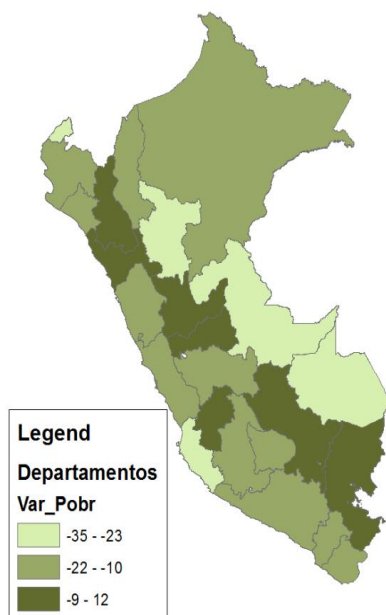 Legend
Departamentos
Var_Pobr
-35 - -23
-22 - -10
-9 - 12